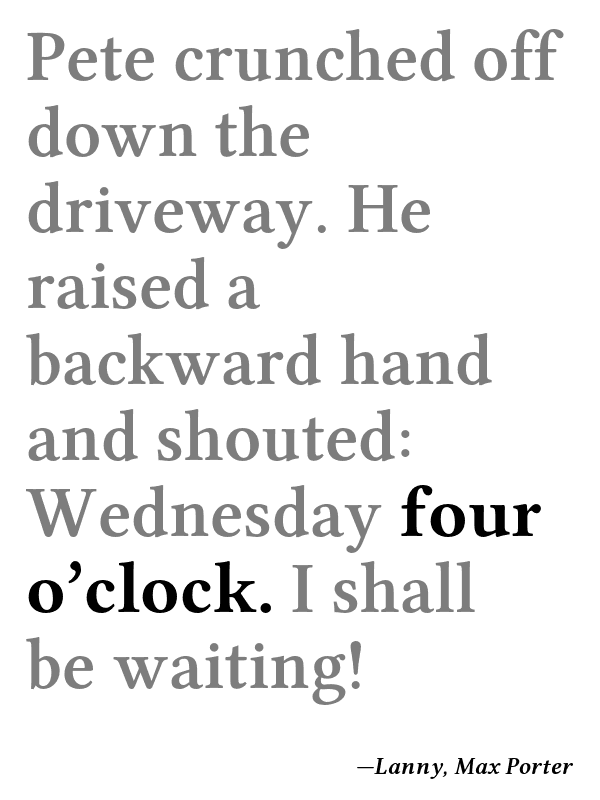 Pete crunched off
down the
driveway. He
raised a
backward hand
and shouted:
Wednesday four
o’clock. I shall
be waiting!
—Lanny, Max Porter